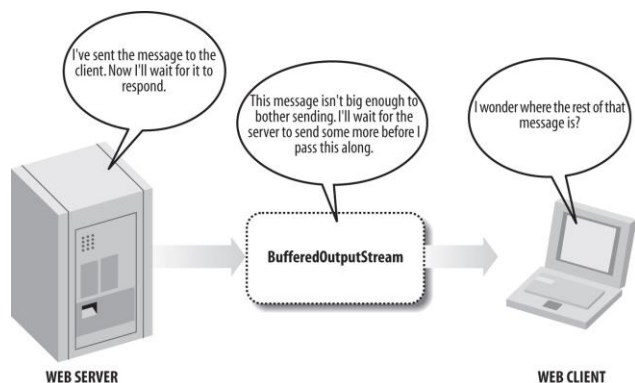 I've sent the message to the
client. Now I'll wait for it to
respond.
This message isn't big enough to
bother sending. I'll wait for the
server to send some more before I
pass this along.
I wonder where the rest of that
message is?
BufferedOutputStream
WEB SERVER
WEB CLIENT